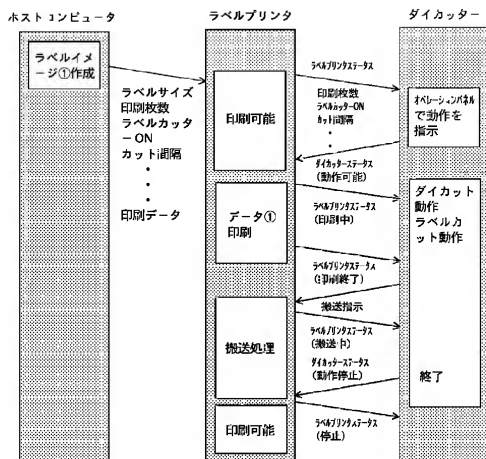 ホストコンピュータ
ラベルプリンタ
ダイカッター
ラベルイメ
ージ①作成
ラベルサイズ
印刷枚数
ラベルカッタ
ーON
カット間隔
・
・
・
印刷データ
印刷可能
ラベルプリンタステータス
印刷枚数
ラベルカッターON
カット間隔
・
・
ダイカッターステータス
(動作可能)
オペレーションパネル
で動作を
指示
データ①
印刷
ラベルプリンタステータス
(印刷中)
ダイカット
動作
ラベルカ
ット動作
ラベルプリンタステータス
(印刷終了)
搬送指示
搬送処理
ラベルプリンタステータス
(搬送中)
ダイカッターステータス
(動作停止)
終了
印刷可能
ラベルプリンタステータス
(停止)